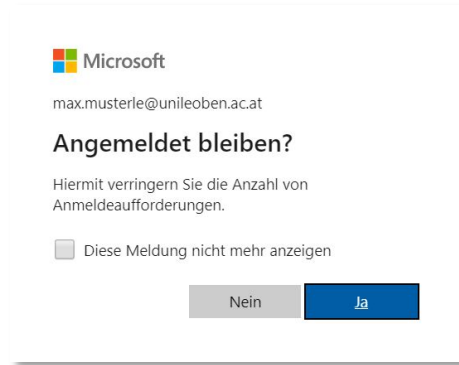 Microsoft
max.musterle@unileoben.ac.at
Angemeldet bleiben?
Hiermit verringern Sie die Anzahl von
Anmeldeaufforderungen.
Diese Meldung nicht mehr anzeigen
Nein
Ja